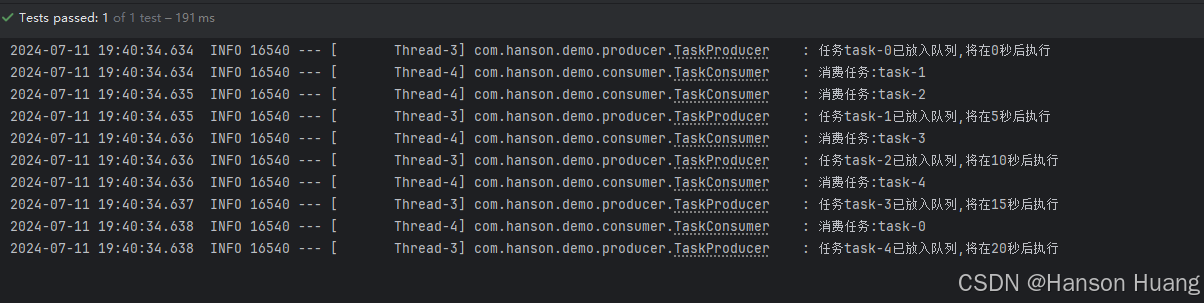 Tests passed: 1 of 1 test – 191 ms
2024-07-11 19:40:34.634  INFO 16540 --- [       Thread-3] com.hanson.demo.producer.TaskProducer    : 任务task-0已放入队列,将在0秒后执行
2024-07-11 19:40:34.634  INFO 16540 --- [       Thread-4] com.hanson.demo.consumer.TaskConsumer    : 消费任务:task-1
2024-07-11 19:40:34.635  INFO 16540 --- [       Thread-4] com.hanson.demo.consumer.TaskConsumer    : 消费任务:task-2
2024-07-11 19:40:34.635  INFO 16540 --- [       Thread-3] com.hanson.demo.producer.TaskProducer    : 任务task-1已放入队列,将在5秒后执行
2024-07-11 19:40:34.636  INFO 16540 --- [       Thread-4] com.hanson.demo.consumer.TaskConsumer    : 消费任务:task-3
2024-07-11 19:40:34.636  INFO 16540 --- [       Thread-3] com.hanson.demo.producer.TaskProducer    : 任务task-2已放入队列,将在10秒后执行
2024-07-11 19:40:34.636  INFO 16540 --- [       Thread-4] com.hanson.demo.consumer.TaskConsumer    : 消费任务:task-4
2024-07-11 19:40:34.637  INFO 16540 --- [       Thread-3] com.hanson.demo.producer.TaskProducer    : 任务task-3已放入队列,将在15秒后执行
2024-07-11 19:40:34.638  INFO 16540 --- [       Thread-4] com.hanson.demo.consumer.TaskConsumer    : 消费任务:task-0
2024-07-11 19:40:34.638  INFO 16540 --- [       Thread-3] com.hanson.demo.producer.TaskProducer    : 任务task-4已放入队列,将在20秒后执行
CSDN @Hanson Huang